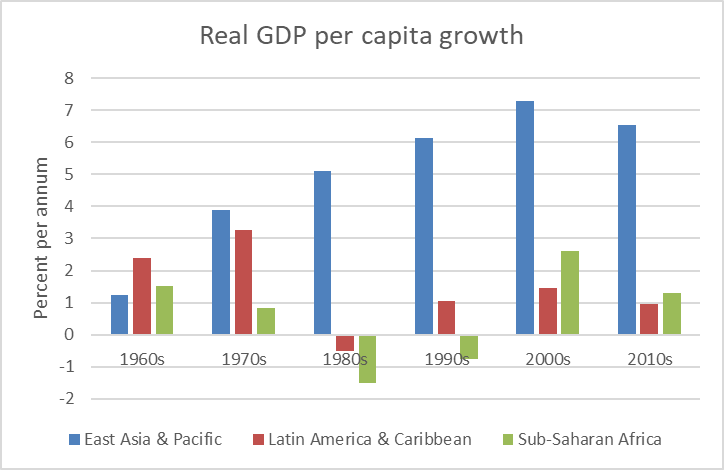 Real GDP per capita growth
8
7
6
5
4
3
2
1
0
-1
-2
Percent per annum
1960s 1970s 1980s 1990s 2000s 2010s
East Asia & Pacific Latin America & Caribbean Sub-Saharan Africa